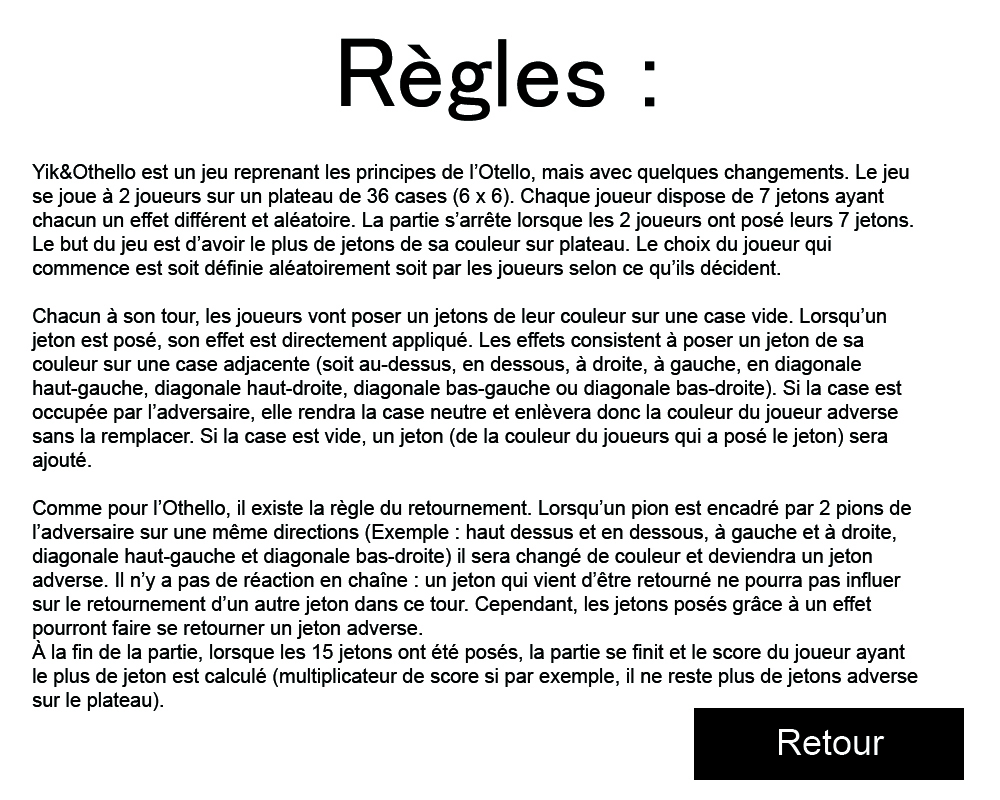 Règles :
Yik&Othello est un jeu reprenant les principes de l’Otello, mais avec quelques changements. Le jeu
se joue à 2 joueurs sur un plateau de 36 cases (6 x 6). Chaque joueur dispose de 7 jetons ayant
chacun un effet différent et aléatoire. La partie s’arrête lorsque les 2 joueurs ont posé leurs 7 jetons.
Le but du jeu est d’avoir le plus de jetons de sa couleur sur plateau. Le choix du joueur qui
commence est soit définie aléatoirement soit par les joueurs selon ce qu’ils décident.
Chacun à son tour, les joueurs vont poser un jetons de leur couleur sur une case vide. Lorsqu’un
jeton est posé, son effet est directement appliqué. Les effets consistent à poser un jeton de sa
couleur sur une case adjacente (soit au-dessus, en dessous, à droite, à gauche, en diagonale
haut-gauche, diagonale haut-droite, diagonale bas-gauche ou diagonale bas-droite). Si la case est
occupée par l’adversaire, elle rendra la case neutre et enlèvera donc la couleur du joueur adverse
sans la remplacer. Si la case est vide, un jeton (de la couleur du joueurs qui a posé le jeton) sera
ajouté.
Comme pour l’Othello, il existe la règle du retournement. Lorsqu’un pion est encadré par 2 pions de
l’adversaire sur une même directions (Exemple : haut dessus et en dessous, à gauche et à droite,
diagonale haut-gauche et diagonale bas-droite) il sera changé de couleur et deviendra un jeton
adverse. Il n’y a pas de réaction en chaîne : un jeton qui vient d’être retourné ne pourra pas influer
sur le retournement d’un autre jeton dans ce tour. Cependant, les jetons posés grâce à un effet
pourront faire se retourner un jeton adverse.
À la fin de la partie, lorsque les 15 jetons ont été posés, la partie se finit et le score du joueur ayant
le plus de jeton est calculé (multiplicateur de score si par exemple, il ne reste plus de jetons adverse
sur le plateau).
Retour